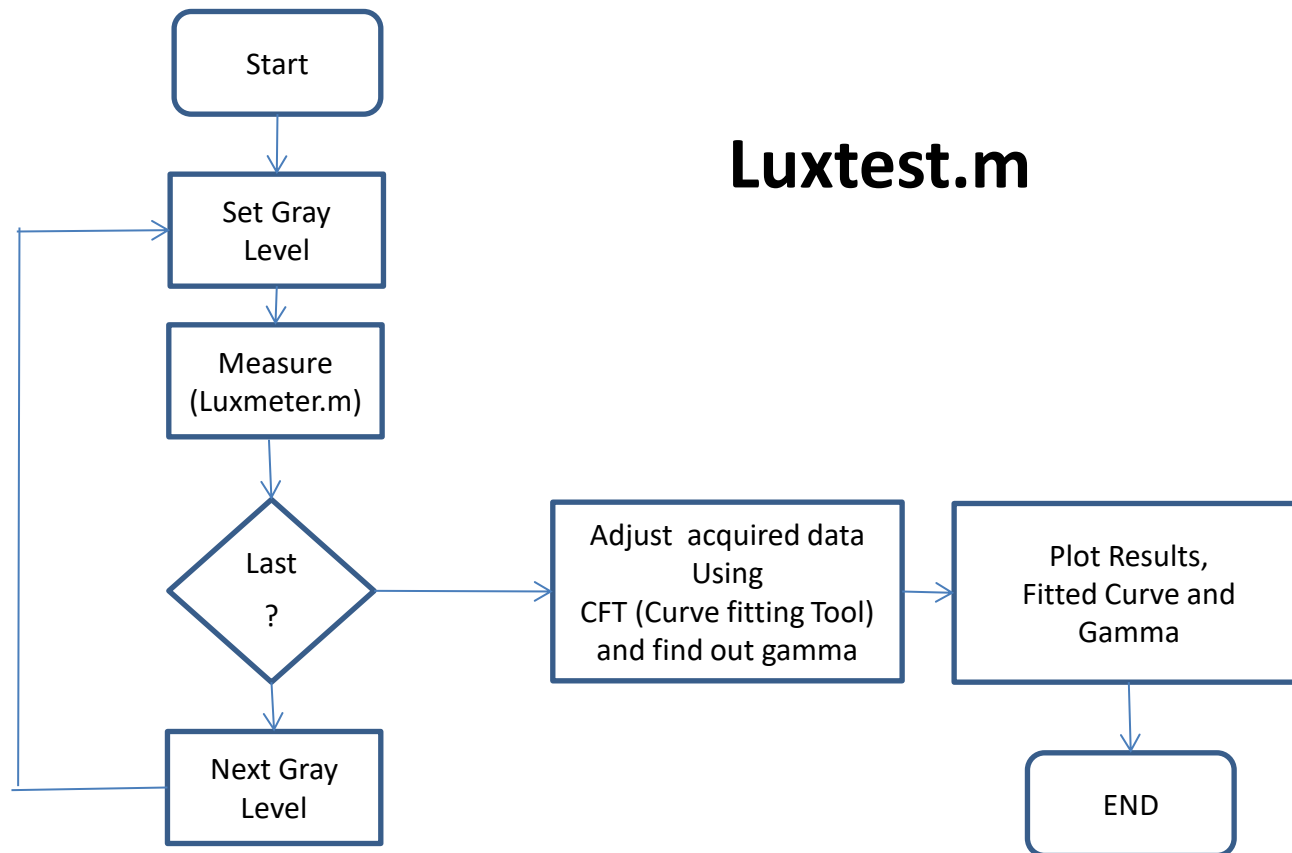 Start
Luxtest.m
Set Gray
Level
Measure
(Luxmeter.m)
Last
?
Adjust acquired data
Using
CFT (Curve fitting Tool)
and find out gamma
Plot Results,
Fitted Curve and
Gamma
Next Gray
Level
END